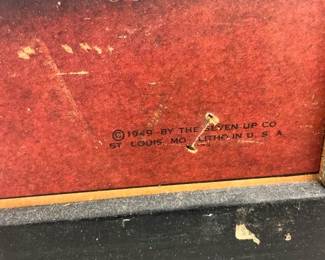 © 1949 BY THE SEVEN-UP CO
ST. LOUIS, MO. LITHO IN U.S.A.